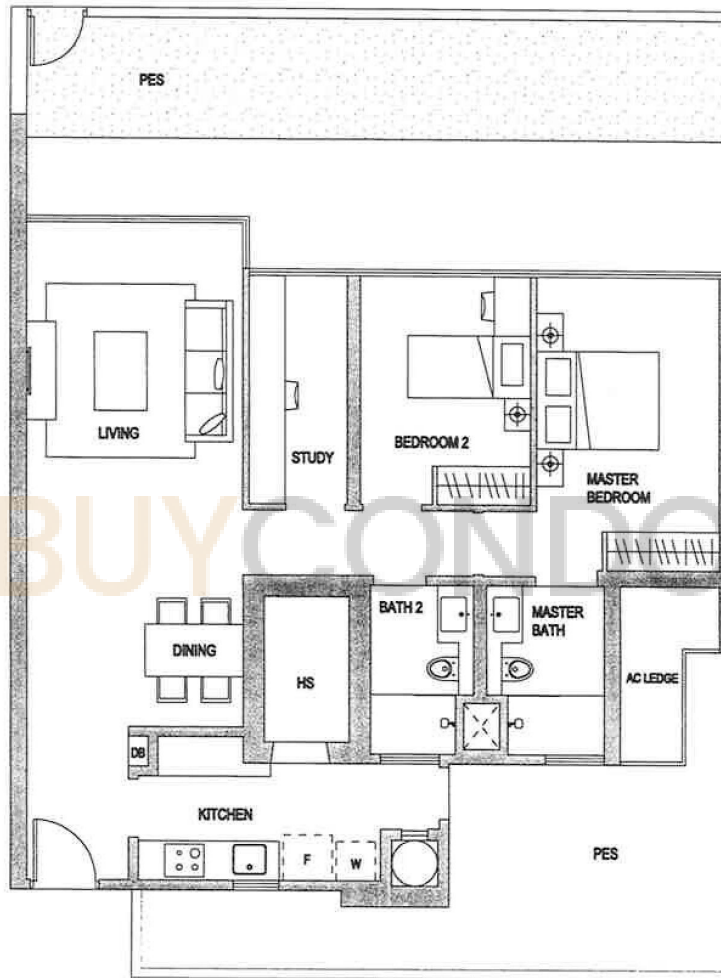 PES
LIVING
STUDY
BEDROOM 2
MASTER
BEDROOM
BUYCONDO
BATH 2
MASTER
BATH
DINING
HS
AC LEDGE
DB
KITCHEN
F
W
PES